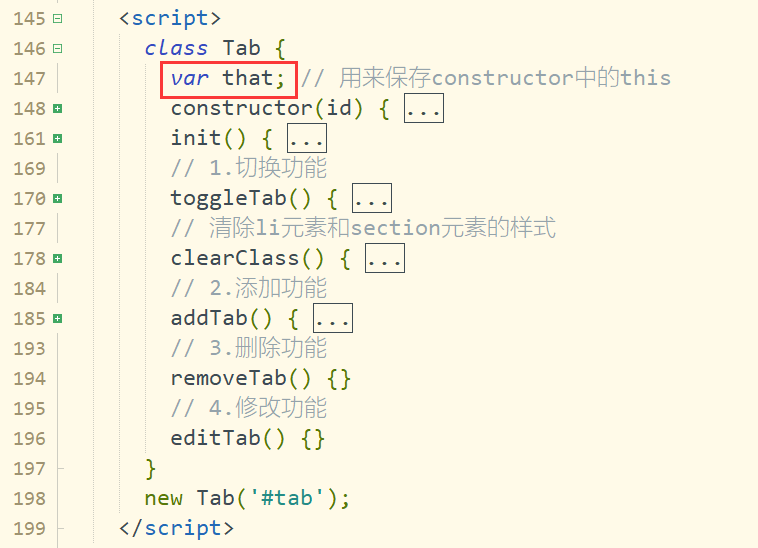 145 <script>
146 class Tab {
147 var that; // 用来保存constructor中的this
148 constructor(id) { ...
161 init() { ...
169 // 1.切换功能
170 toggleTab() { ...
177 // 清除li元素和section元素的样式
178 clearClass() { ...
184 // 2.添加功能
185 addTab() { ...
193 // 3.删除功能
194 removeTab() {}
195 // 4.修改功能
196 editTab() {}
197 }
198 new Tab('#tab');
199 </script>